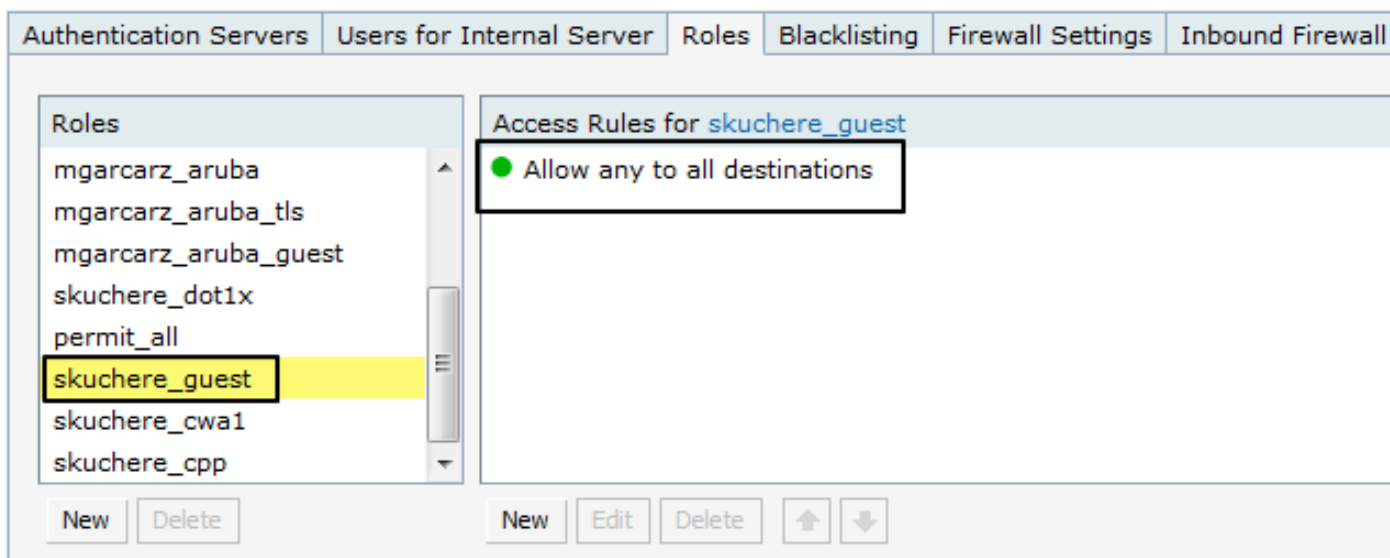 Authentication Servers Users for Internal Server Roles Blacklisting Firewall Settings Inbound Firewall
Roles
mgarcarz_aruba
mgarcarz_aruba_tls
mgarcarz_aruba_guest
skuchere_dot1x
permit_all
skuchere_guest
skuchere_cwa1
skuchere_cpp
New Delete
Access Rules for skuchere_guest
Allow any to all destinations
New Edit Delete